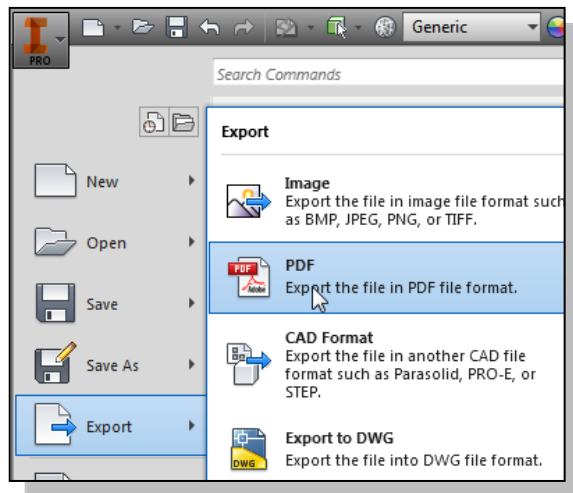 Generic
PRO
Search Commands
Export
New
Image
Export the file in image file format such
as BMP, JPEG, PNG, or TIFF.
Open
PDF
PDF
Adobe
Export the file in PDF file format.
Save
CAD Format
Export the file in another CAD file
format such as Parasolid, PRO-E, or
STEP.
Save As
Export
Export to DWG
DWG
Export the file into DWG file format.